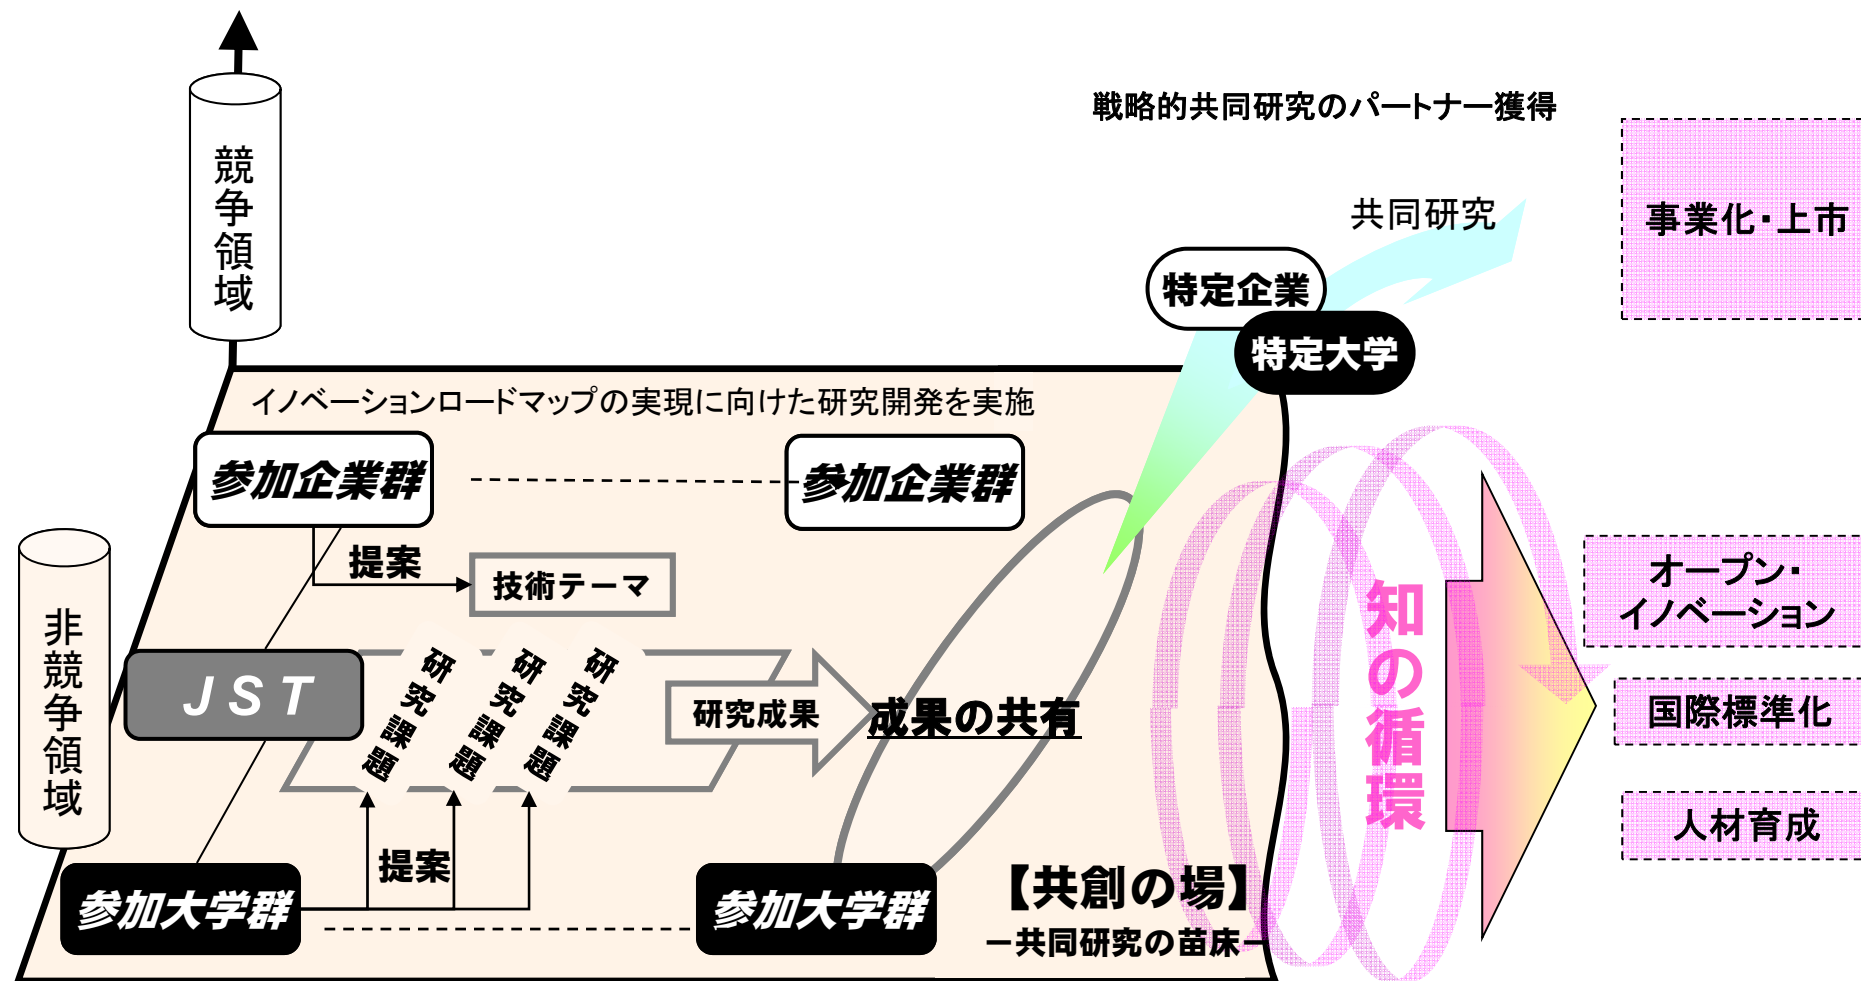 競争領域
戦略的共同研究のパートナー獲得
共同研究
事業化・上市
特定企業
特定大学
イノベーションロードマップの実現に向けた研究開発を実施
参加企業群
参加企業群
提案
技術テーマ
非競争領域
JST
研究課題
研究課題
研究課題
研究成果
成果の共有
知の循環
オープン・
イノベーション
国際標準化
人材育成
提案
参加大学群
参加大学群
【共創の場】
－共同研究の苗床－